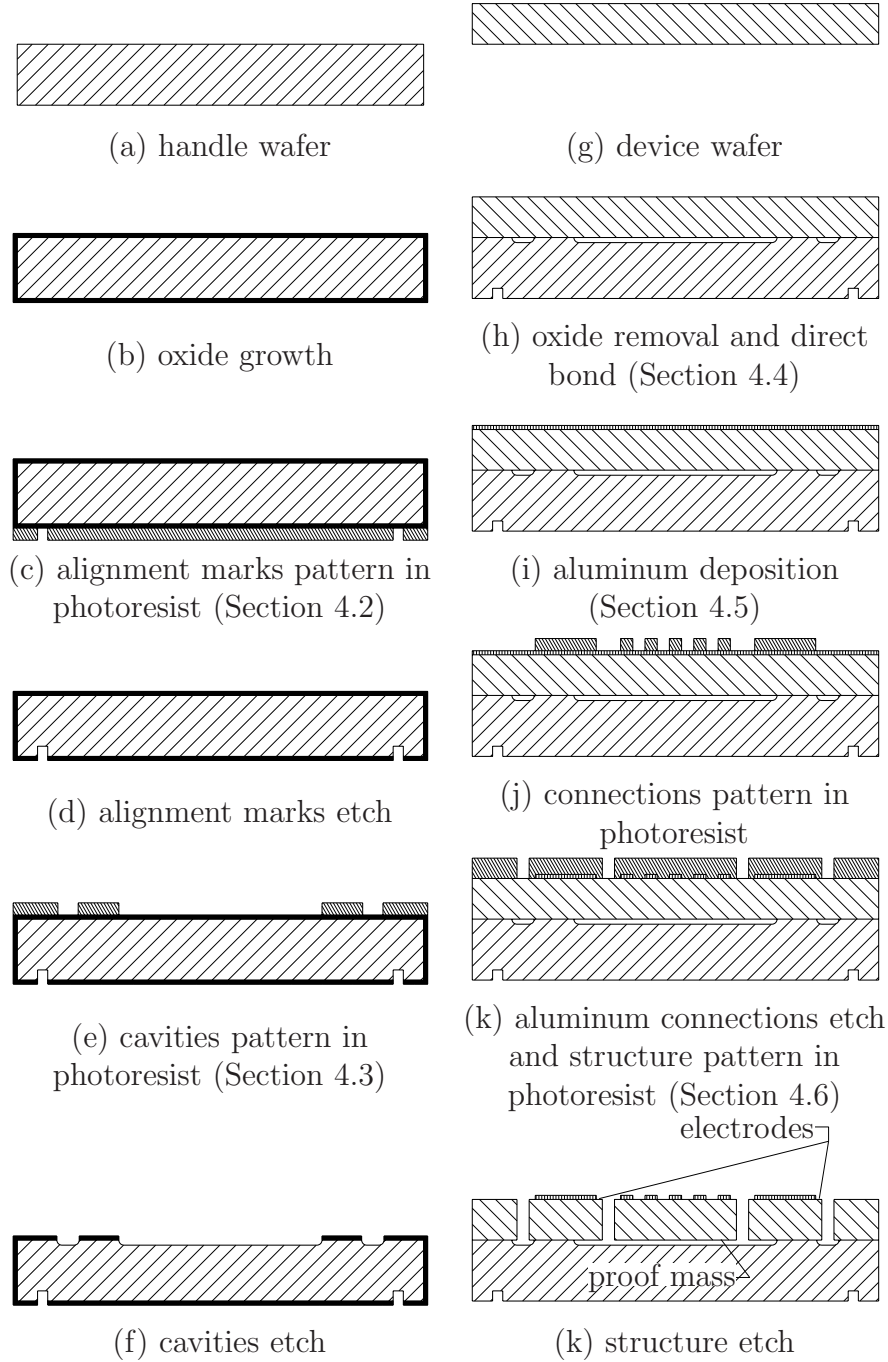 (a) handle wafer
(b) oxide growth
(c) alignment marks pattern in
photoresist (Section 4.2)
(d) alignment marks etch
(e) cavities pattern in
photoresist (Section 4.3)
(f) cavities etch
(g) device wafer
(h) oxide removal and direct
bond (Section 4.4)
(i) aluminum deposition
(Section 4.5)
(j) connections pattern in
photoresist
(k) aluminum connections etch
and structure pattern in
photoresist (Section 4.6)
electrodes
proof mass
(k) structure etch